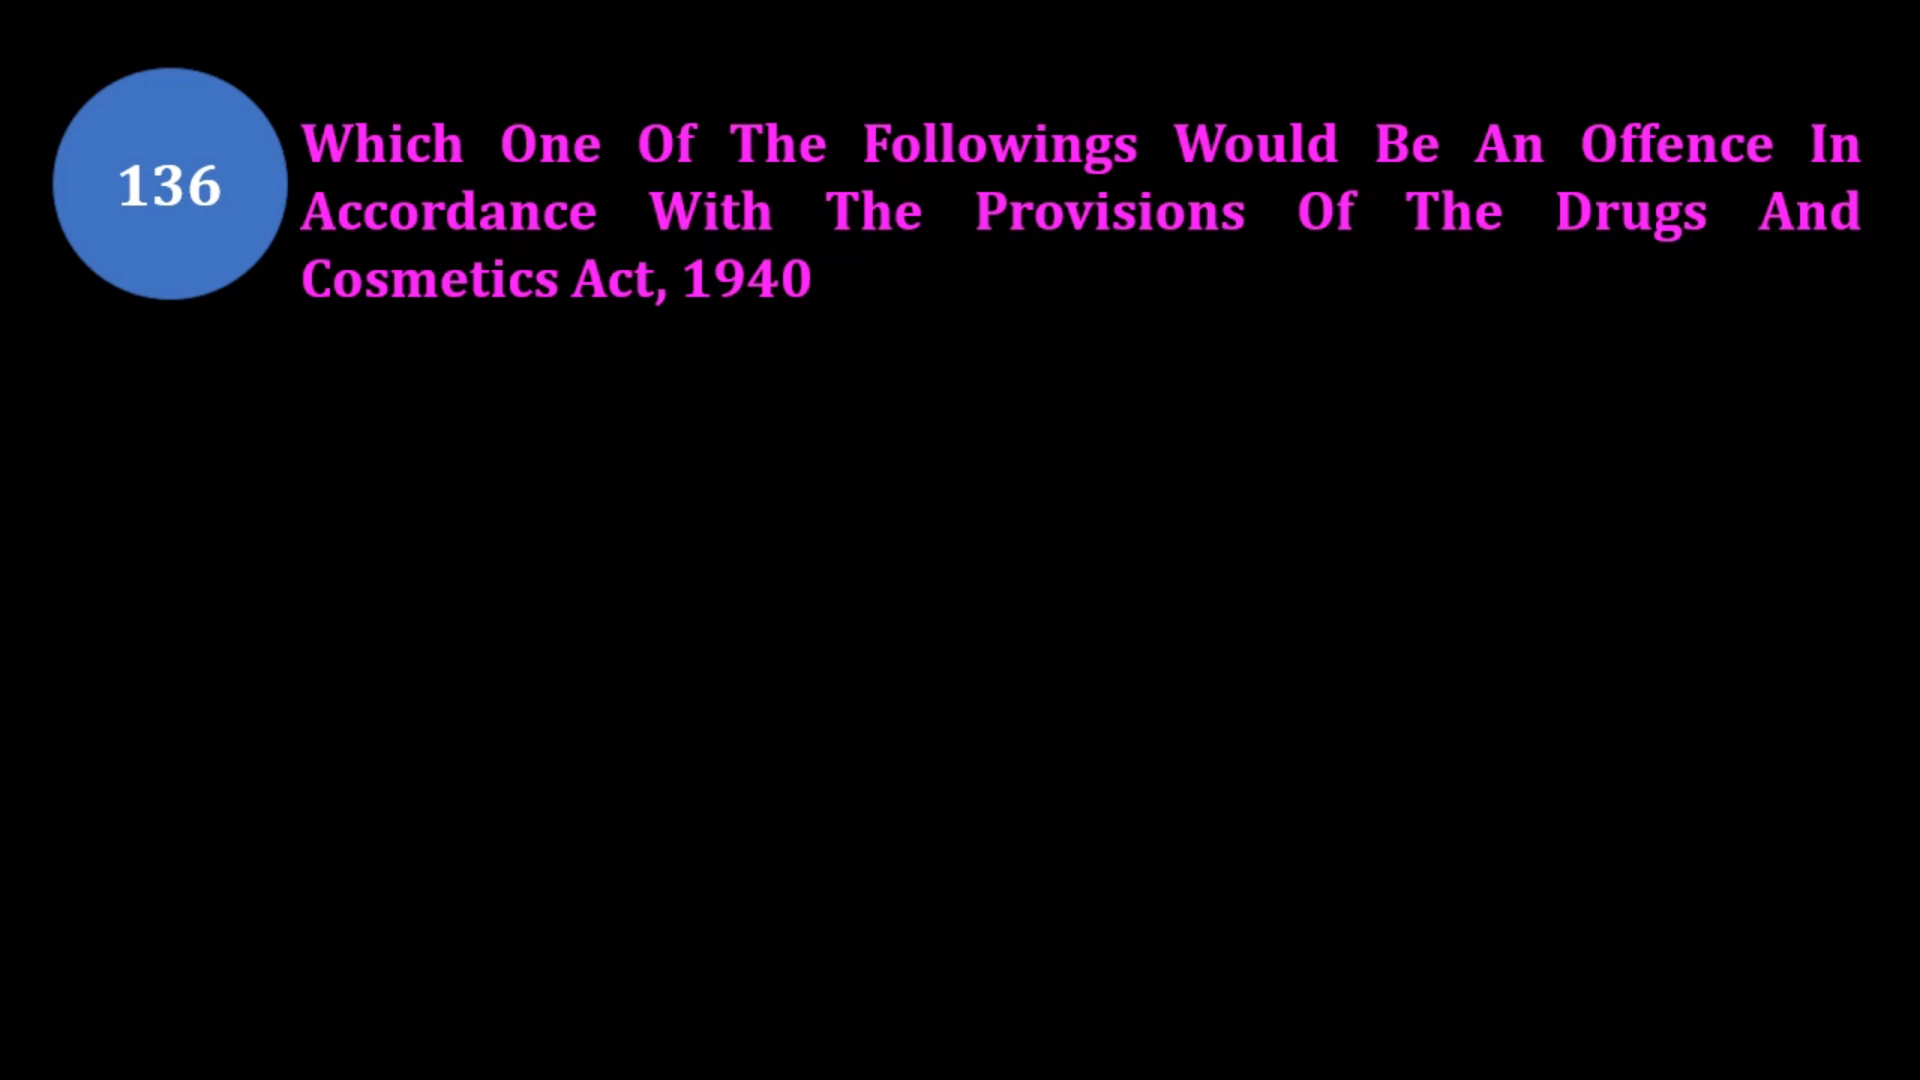 136
Which One Of The Followings Would Be An Offence In
Accordance With The Provisions Of The Drugs And
Cosmetics Act, 1940